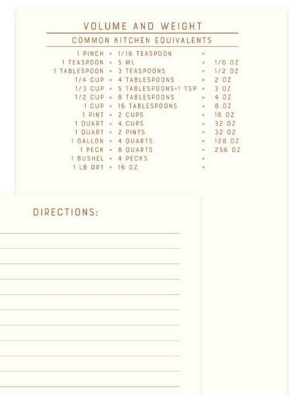 VOLUME AND WEIGHT
COMMON KITCHEN EQUIVALENTS
1 PINCH = 1/16 TEASPOON =
1 TEASPOON = 5 ML = 1/6 OZ
1 TABLESPOON = 3 TEASPOONS = 1/2 OZ
1/4 CUP = 4 TABLESPOONS = 2 OZ
1/3 CUP = 5 TABLESPOONS+1 TSP = 3 OZ
1/2 CUP = 8 TABLESPOONS = 4 OZ
1 CUP = 16 TABLESPOONS = 8 OZ
1 PINT = 2 CUPS = 16 OZ
1 QUART = 4 CUPS = 32 OZ
1 QUART = 2 PINTS = 32 OZ
1 GALLON = 4 QUARTS = 128 OZ
1 PECK = 8 QUARTS = 256 OZ
1 BUSHEL = 4 PECKS =
1 LB DRY = 16 OZ =
DIRECTIONS: